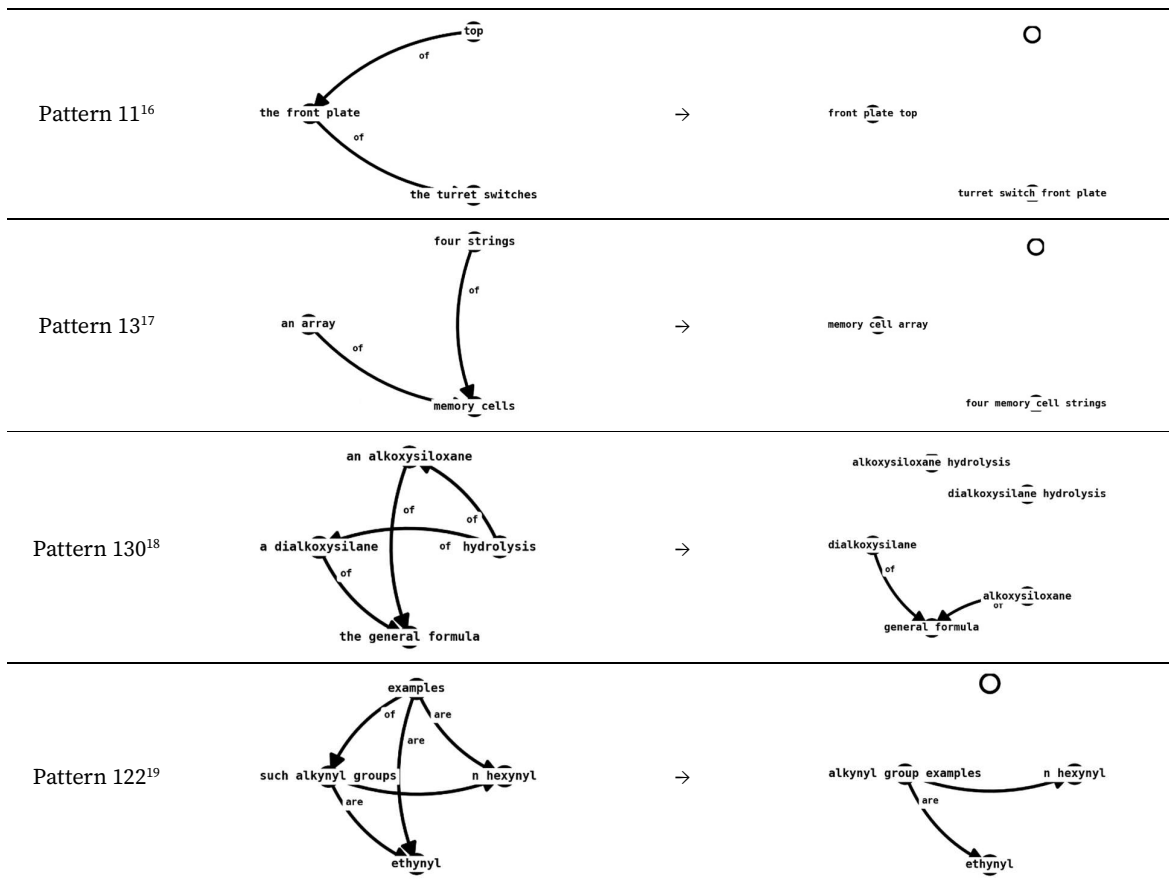 top
of
Pattern 11¹⁶
the front plate
→
front plate top
of
the turret switches
turret switch front plate
four strings
of
Pattern 13¹⁷
an array
→
memory cell array
of
memory cells
four memory cell strings
an alkoxysiloxane
alkoxysiloxane hydrolysis
dialkoxysilane hydrolysis
of
of
Pattern 130¹⁸
a dialkoxysilane
of
hydrolysis
→
dialkoxysilane
of
of
alkoxysiloxane
of
the general formula
general formula
examples
of
are
are
Pattern 122¹⁹
such alkynyl groups
n hexynyl
→
alkynyl group examples
n hexynyl
are
are
ethynyl
ethynyl